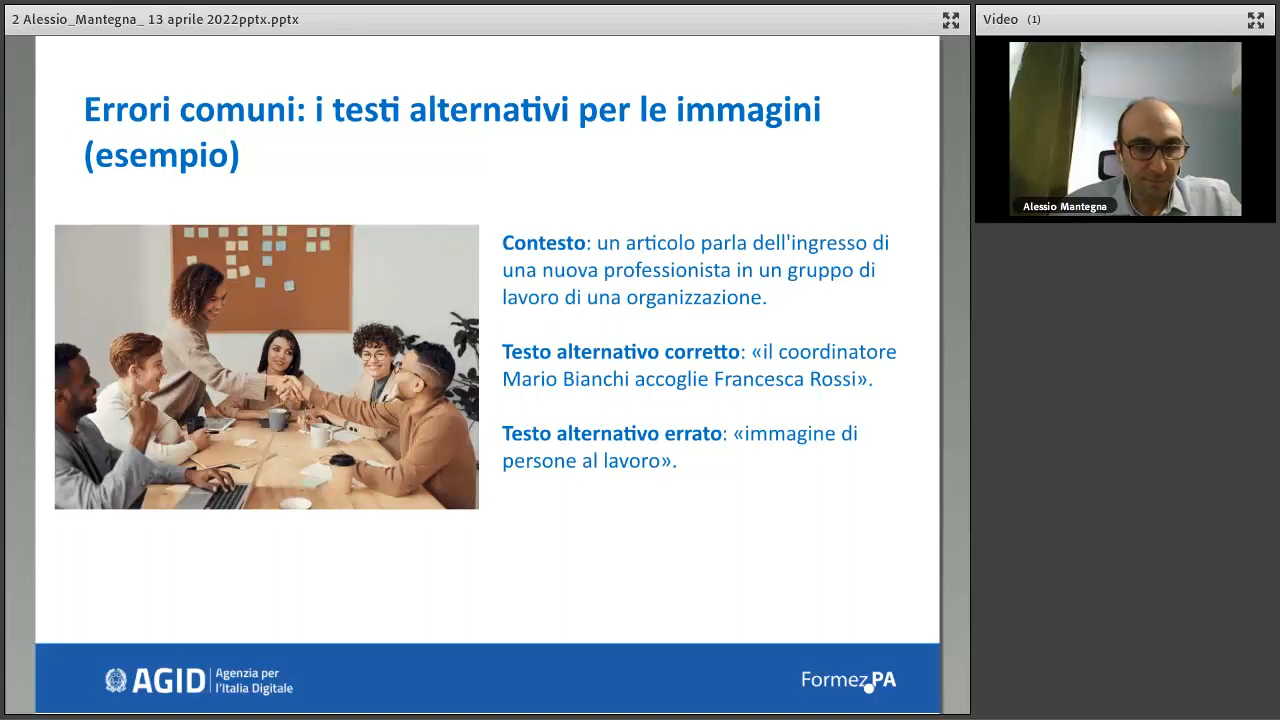 2 Alessio_Mantegna_ 13 aprile 2022pptx.pptx
Video (1)
Alessio Mantegna
Errori comuni: i testi alternativi per le immagini
(esempio)
Contesto: un articolo parla dell'ingresso di
una nuova professionista in un gruppo di
lavoro di una organizzazione.
Testo alternativo corretto: «il coordinatore
Mario Bianchi accoglie Francesca Rossi».
Testo alternativo errato: «immagine di
persone al lavoro».
AGID Agenzia per
l'Italia Digitale
Formez PA